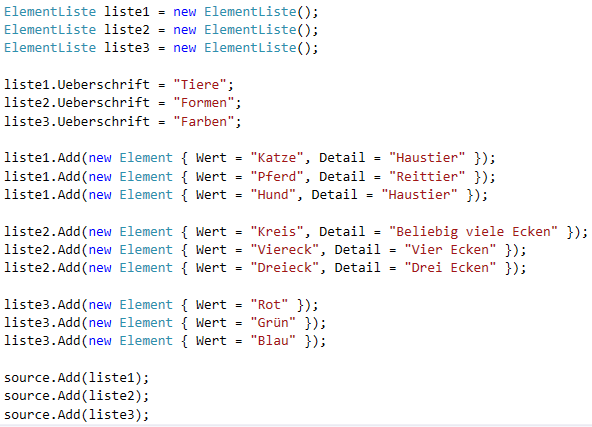 ElementListe liste1 = new ElementListe();
ElementListe liste2 = new ElementListe();
ElementListe liste3 = new ElementListe();
liste1.Ueberschrift = "Tiere";
liste2.Ueberschrift = "Formen";
liste3.Ueberschrift = "Farben";
liste1.Add(new Element { Wert = "Katze", Detail = "Haustier" });
liste1.Add(new Element { Wert = "Pferd", Detail = "Reittier" });
liste1.Add(new Element { Wert = "Hund", Detail = "Haustier" });
liste2.Add(new Element { Wert = "Kreis", Detail = "Beliebig viele Ecken" });
liste2.Add(new Element { Wert = "Viereck", Detail = "Vier Ecken" });
liste2.Add(new Element { Wert = "Dreieck", Detail = "Drei Ecken" });
liste3.Add(new Element { Wert = "Rot" });
liste3.Add(new Element { Wert = "Grün" });
liste3.Add(new Element { Wert = "Blau" });
source.Add(liste1);
source.Add(liste2);
source.Add(liste3);